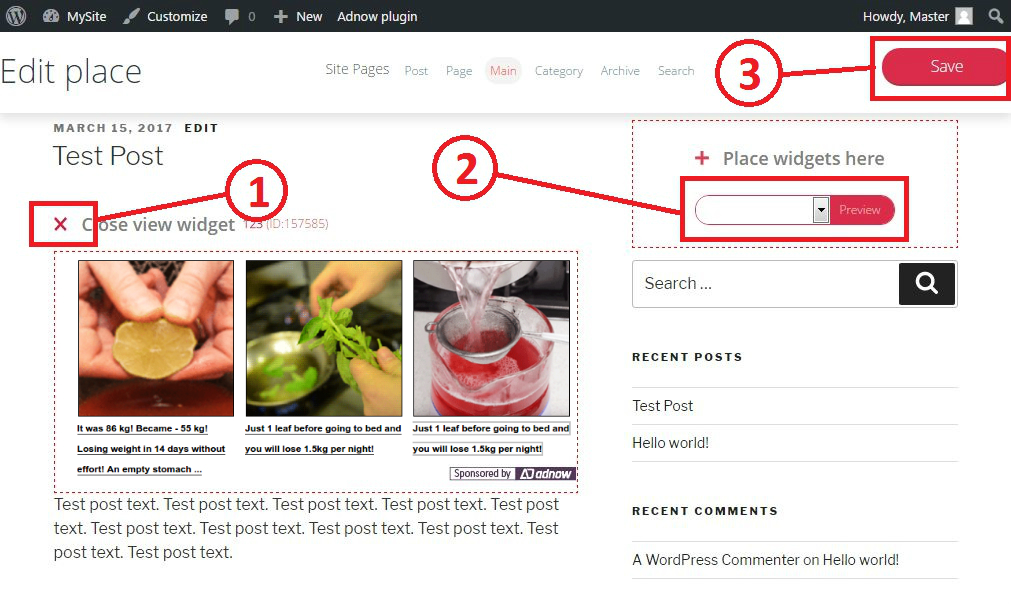 MySite Customize 0 New Adnow plugin Howdy, Master
Edit place
Site Pages Post Page Main Category Archive Search
3
Save
MARCH 15, 2017 EDIT
Test Post
1
Close view widget 123 (ID:157585)
2
Place widgets here
Preview
Search ...
It was 86 kg! Became - 55 kg!
Losing weight in 14 days without
effort! An empty stomach ...
Just 1 leaf before going to bed and
you will lose 1.5kg per night!
Just 1 leaf before going to bed and
you will lose 1.5kg per night!
Sponsored by adnow
Test post text. Test post text. Test post text. Test post text. Test post
text. Test post text. Test post text. Test post text. Test post text. Test
post text. Test post text.
RECENT POSTS
Test Post
Hello world!
RECENT COMMENTS
A WordPress Commenter on Hello world!